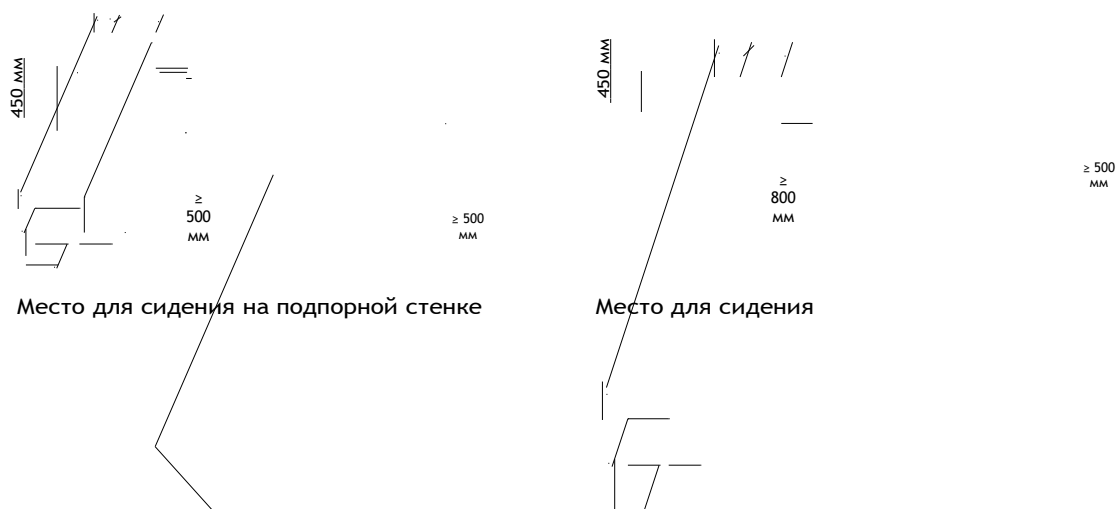 450 мм
≥
500
мм
≥ 500
мм
Место для сидения на подпорной стенке
450 мм
≥
800
мм
≥ 500
мм
Место для сидения